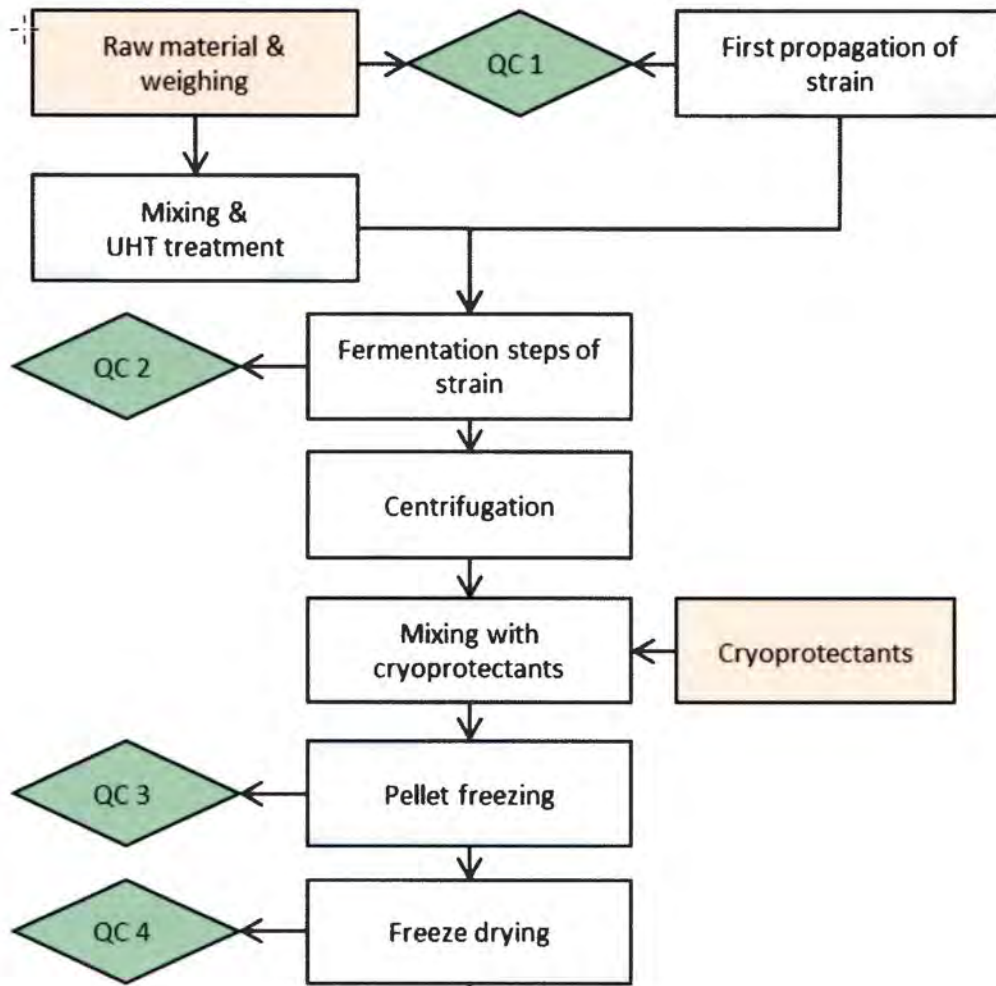 Raw material &
weighing
QC 1
First propagation of
strain
Mixing &
UHT treatment
QC 2
Fermentation steps of
strain
Centrifugation
Mixing with
cryoprotectants
Cryoprotectants
QC 3
Pellet freezing
QC 4
Freeze drying